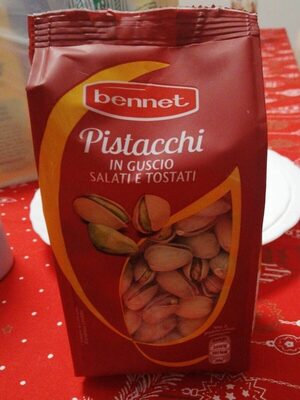 bennet
Pistacchi
IN GUSCIO
SALATI E TOSTATI